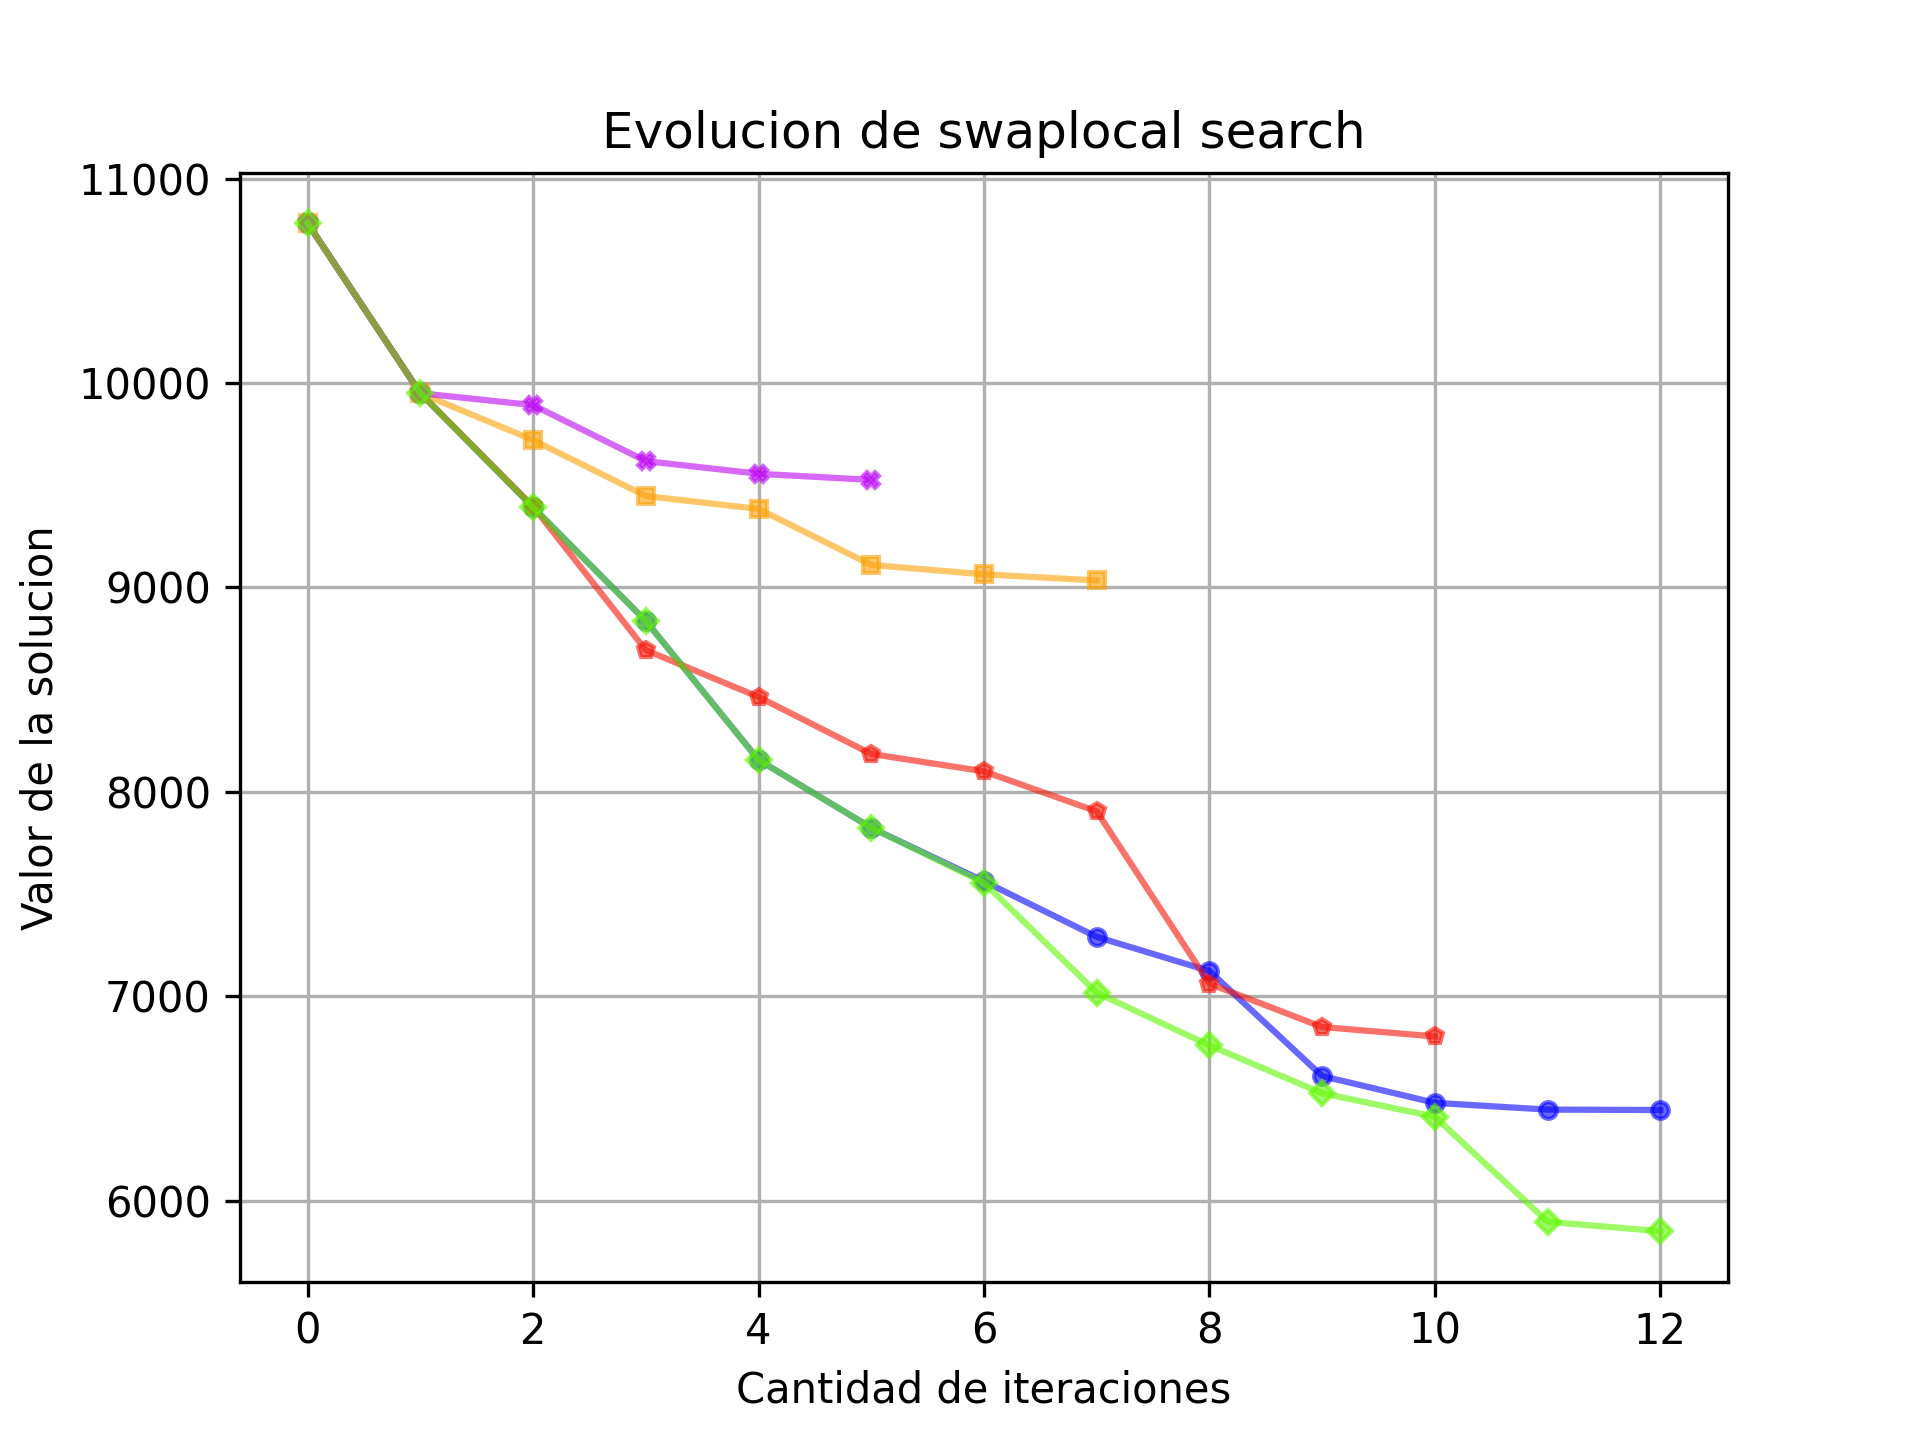 Evolucion de swaplocal search
11000
10000
9000
8000
7000
6000
Valor de la solucion
0 2 4 6 8 10 12
Cantidad de iteraciones